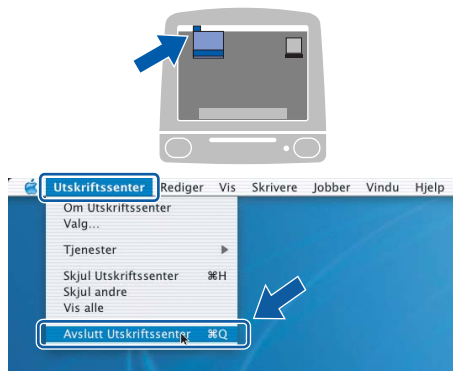 Utskriftssenter Rediger Vis Skrivere Jobber Vindu Hjelp
Om Utskriftssenter
Valg...
Tjenester
Skjul Utskriftssenter ⌘H
Skjul andre
Vis alle
Avslutt Utskriftssenter ⌘Q